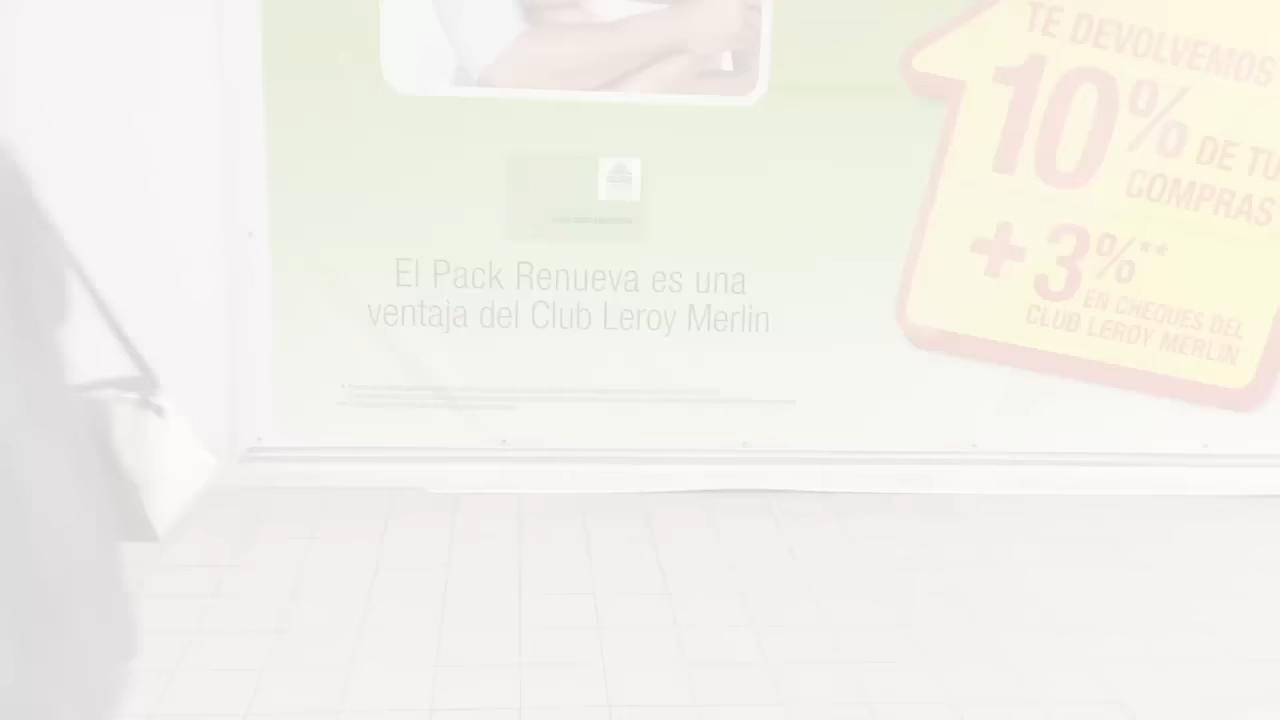 El Pack Renueva es una
ventaja del Club Leroy Merlin
TE DEVOLVEMOS
10% DE TU
COMPRAS
+3%**
EN CHEQUES DEL
CLUB LEROY MERLIN